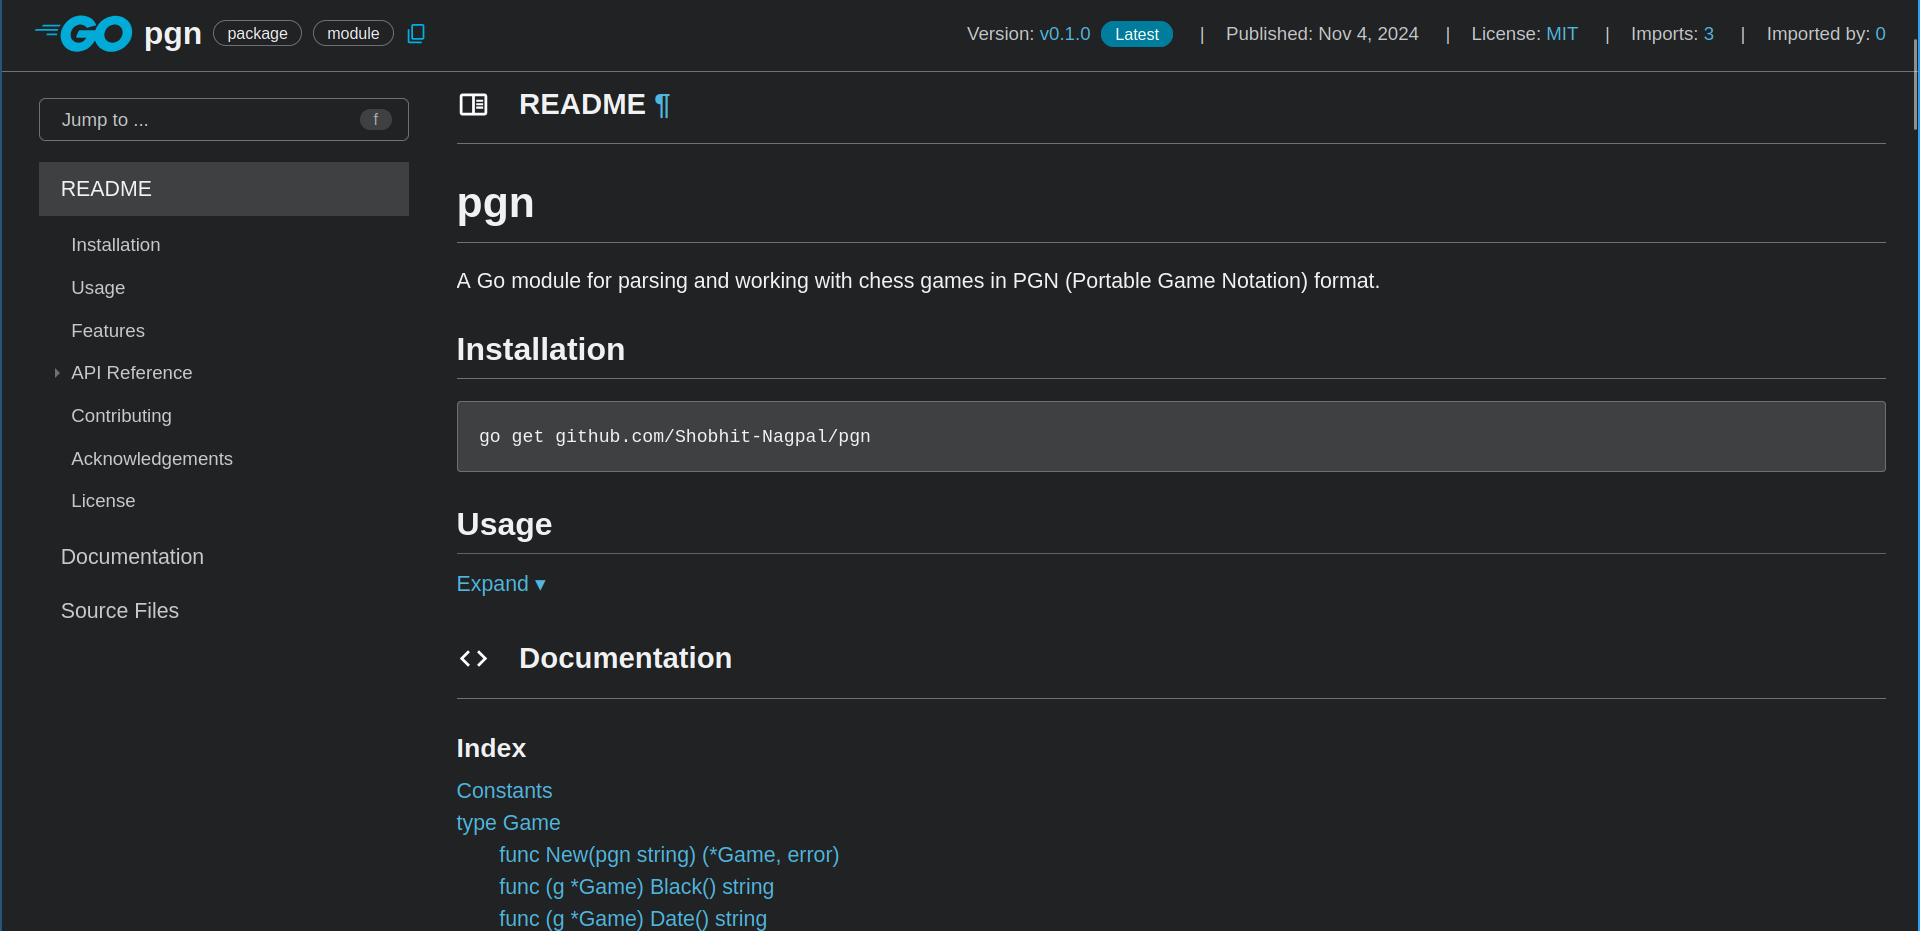 GO pgn package module Version: v0.1.0 Latest | Published: Nov 4, 2024 | License: MIT | Imports: 3 | Imported by: 0
Jump to ... f
README
Installation
Usage
Features
API Reference
Contributing
Acknowledgements
License
Documentation
Source Files
README ¶
pgn
A Go module for parsing and working with chess games in PGN (Portable Game Notation) format.
Installation
go get github.com/Shobhit-Nagpal/pgn
Usage
Expand ▾
Documentation
Index
Constants
type Game
func New(pgn string) (*Game, error)
func (g *Game) Black() string
func (g *Game) Date() string